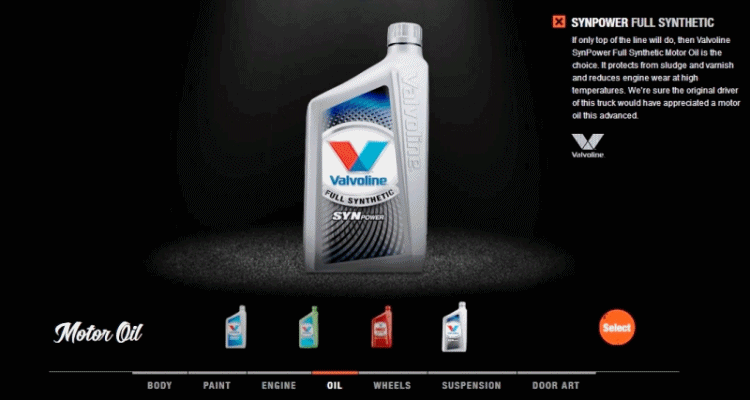 SYNPOWER FULL SYNTHETIC
If only top of the line will do, then Valvoline
SynPower Full Synthetic Motor Oil is the
choice. It protects from sludge and varnish
and reduces engine wear at high
temperatures. We're sure the original driver
of this truck would have appreciated a motor
oil this advanced.
Valvoline
Valvoline
Valvoline
FULL SYNTHETIC
SYNPOWER
Motor Oil
Select
BODY
PAINT
ENGINE
OIL
WHEELS
SUSPENSION
DOOR ART